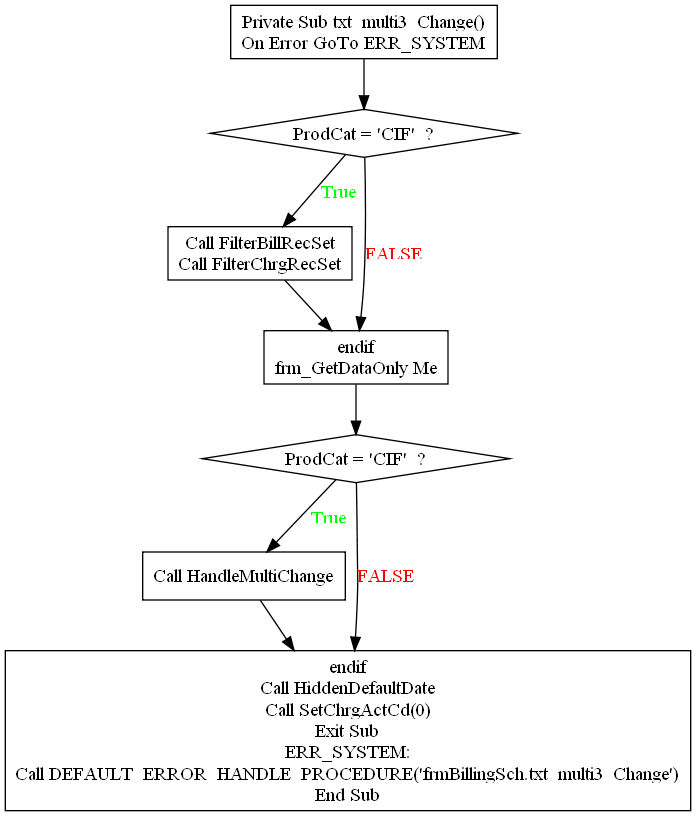 Private Sub txt_multi3_Change()
On Error GoTo ERR_SYSTEM
ProdCat = 'CIF' ?
True
Call FilterBillRecSet
Call FilterChrgRecSet
FALSE
endif
frm_GetDataOnly Me
ProdCat = 'CIF' ?
True
Call HandleMultiChange
FALSE
endif
Call HiddenDefaultDate
Call SetChrgActCd(0)
Exit Sub
ERR_SYSTEM:
Call DEFAULT_ERROR_HANDLE_PROCEDURE('frmBillingSch.txt_multi3_Change')
End Sub